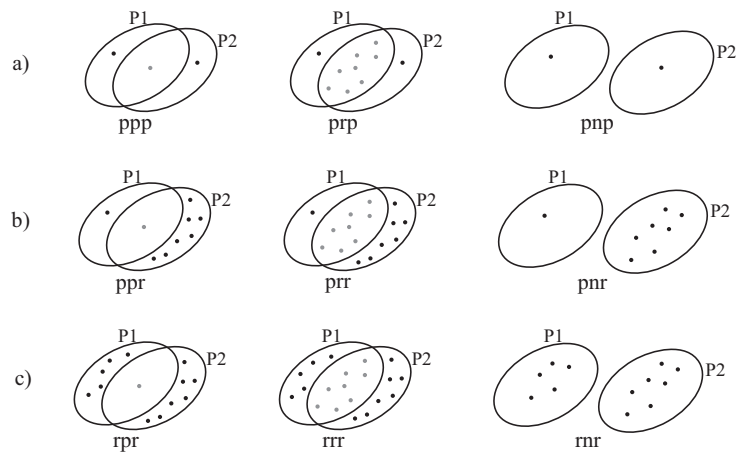 P1 P2 P1 P2 P1 P2
a)
ppp prp pnp
P1 P2 P1 P2 P1 P2
b)
ppr prr pnr
P1 P2 P1 P2 P1 P2
c)
rpr rrr rnr